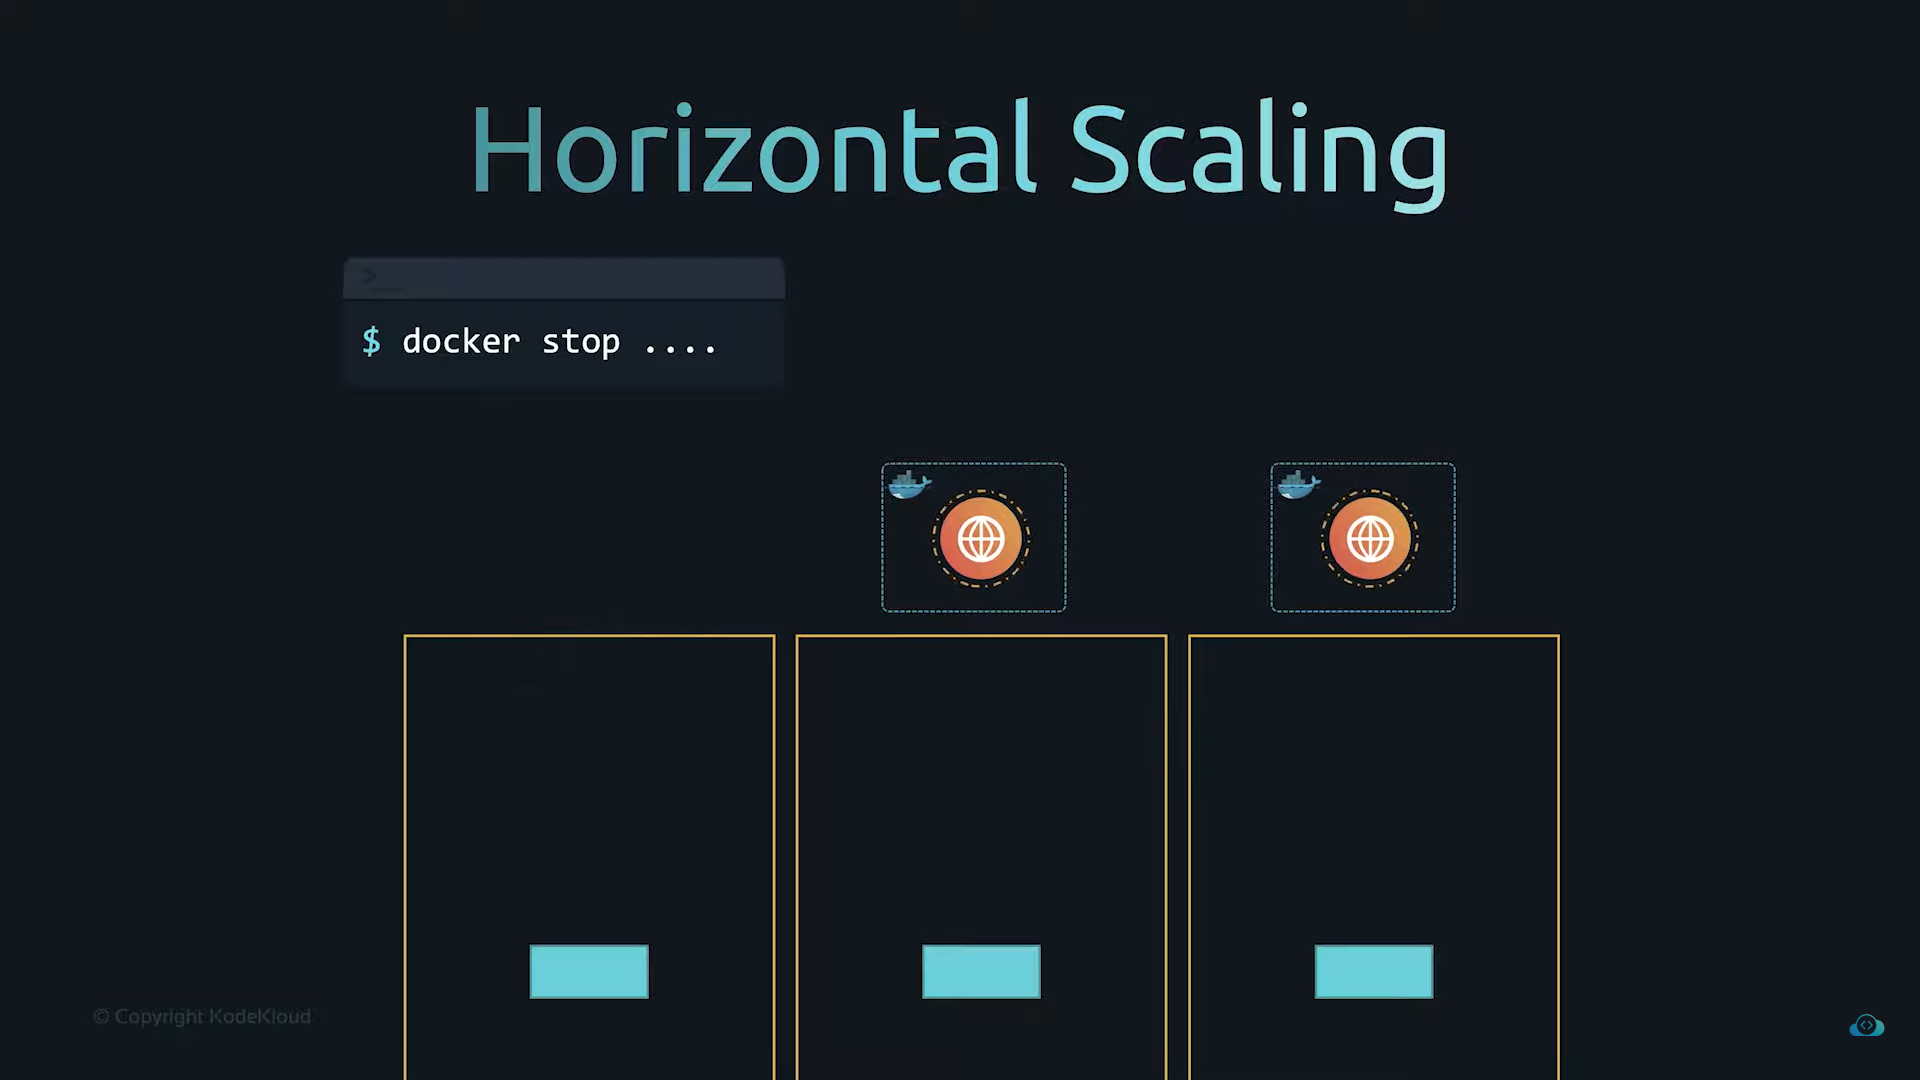 Horizontal Scaling
>_
$ docker stop ....
© Copyright KodeKloud